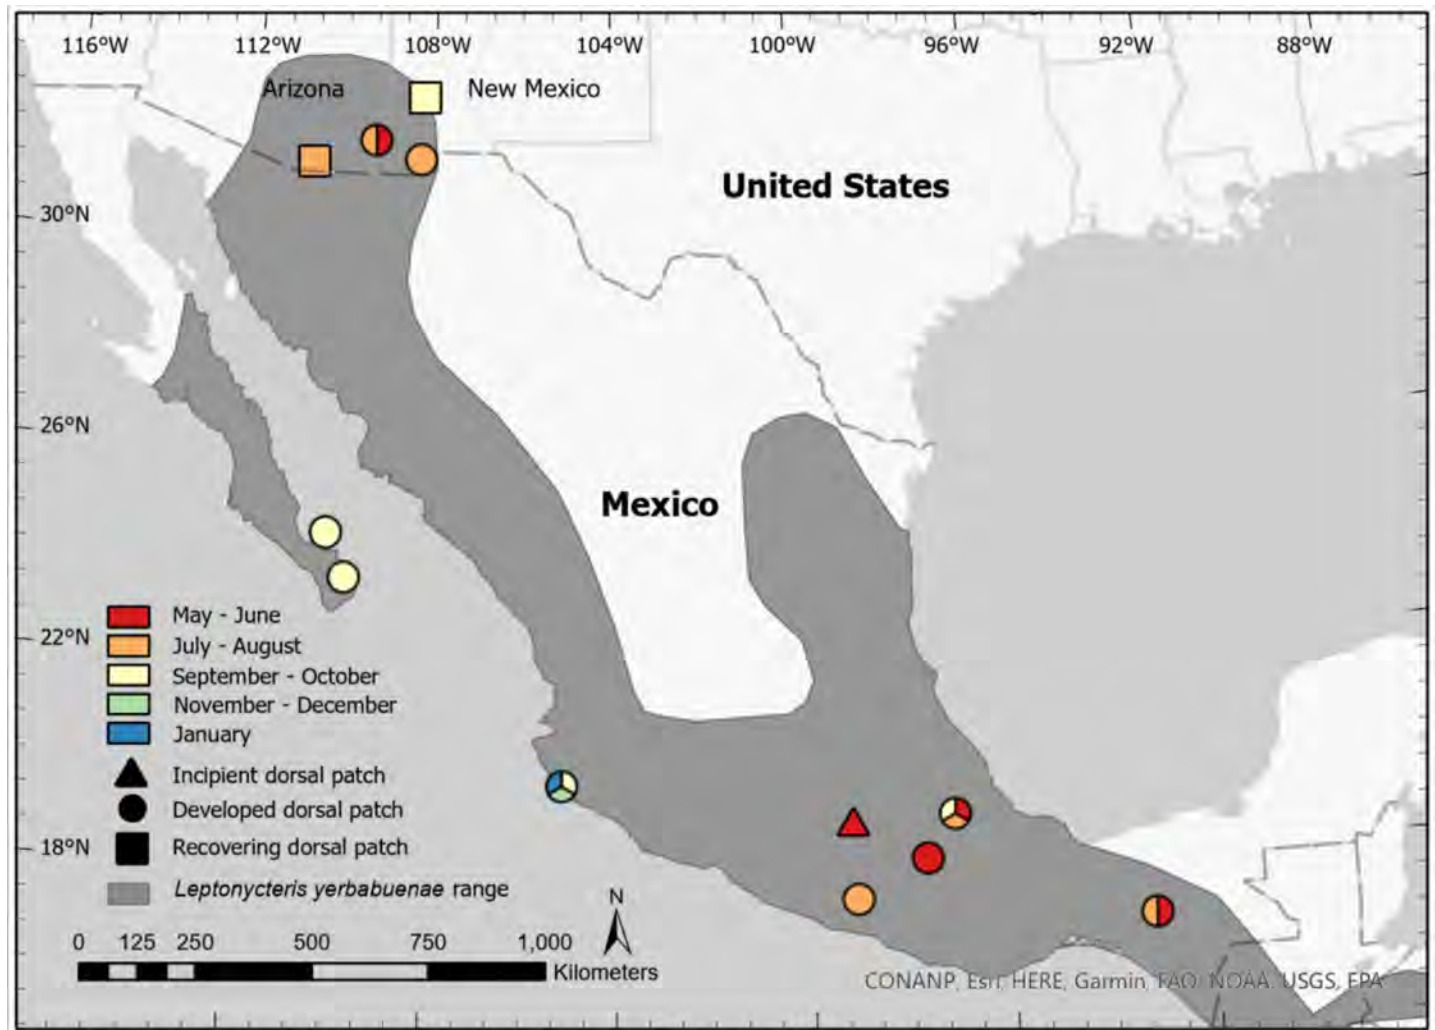 116°W 112°W 108°W 104°W 100°W 96°W 92°W 88°W
Arizona
New Mexico
United States
30°N
26°N
Mexico
22°N
18°N
May - June
July - August
September - October
November - December
January
Incipient dorsal patch
Developed dorsal patch
Recovering dorsal patch
Leptonycteris yerbabuenae range
N
0 125 250 500 750 1,000
Kilometers
CONANP, Esri, HERE, Garmin, FAO, NOAA, USGS, EPA